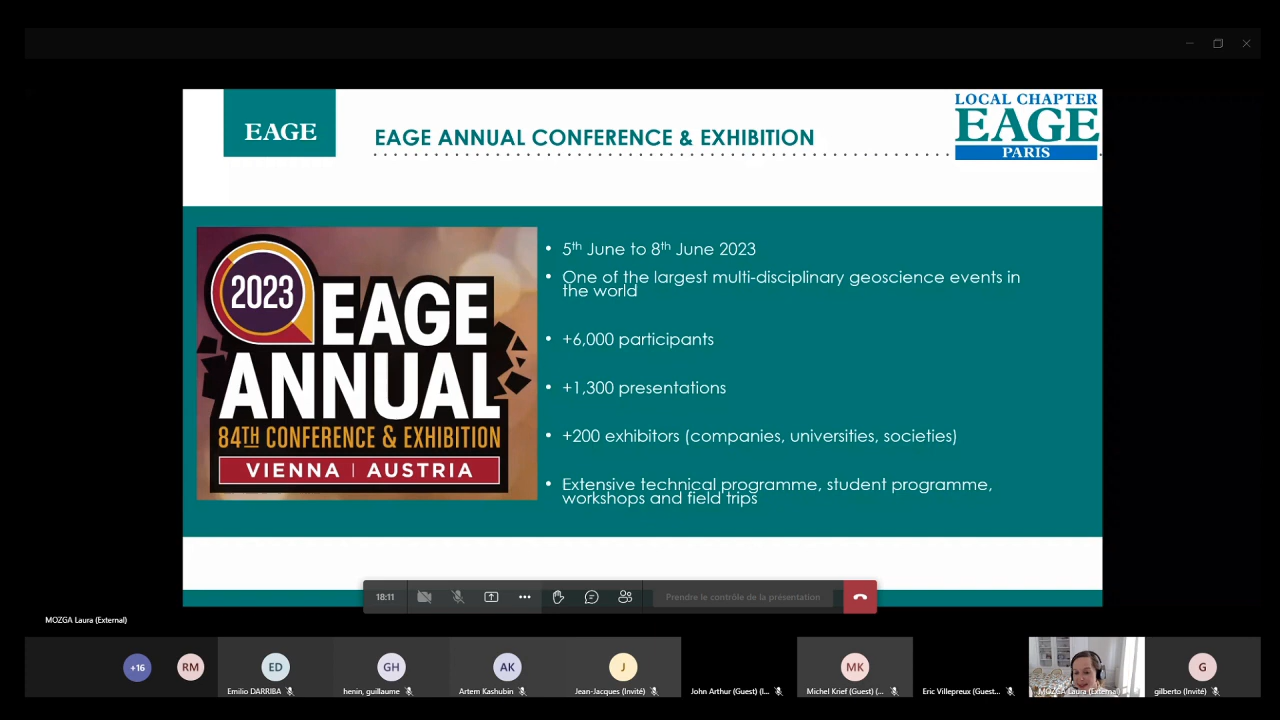 EAGE
EAGE ANNUAL CONFERENCE & EXHIBITION
LOCAL CHAPTER
EAGE
PARIS
2023
EAGE
ANNUAL
84TH CONFERENCE & EXHIBITION
VIENNA | AUSTRIA
• 5th June to 8th June 2023
• One of the largest multi-disciplinary geoscience events in
the world
• +6,000 participants
• +1,300 presentations
• +200 exhibitors (companies, universities, societies)
• Extensive technical programme, student programme,
workshops and field trips
18:11
Prendre le contrôle de la présentation
MOZGA Laura (External)
+16
RM
ED
GH
AK
J
MK
G
Emilio DARRIBA
henin, guillaume
Artem Kashubin
Jean-Jacques (Invité)
John Arthur (Guest) (I...
Michel Krief (Guest) (...
Eric Villepreux (Guest...
MOZGA Laura (External)
gilberto (Invité)